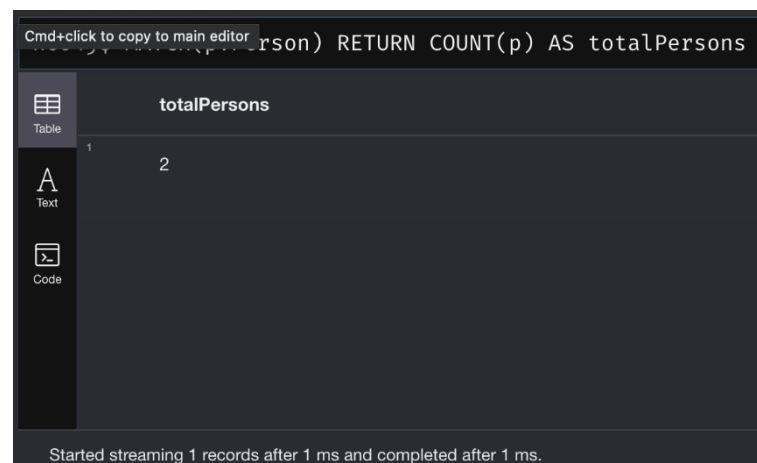 Cmd+click to copy to main editor
rson) RETURN COUNT(p) AS totalPersons
Table
totalPersons
1
2
A
Text
Code
Started streaming 1 records after 1 ms and completed after 1 ms.